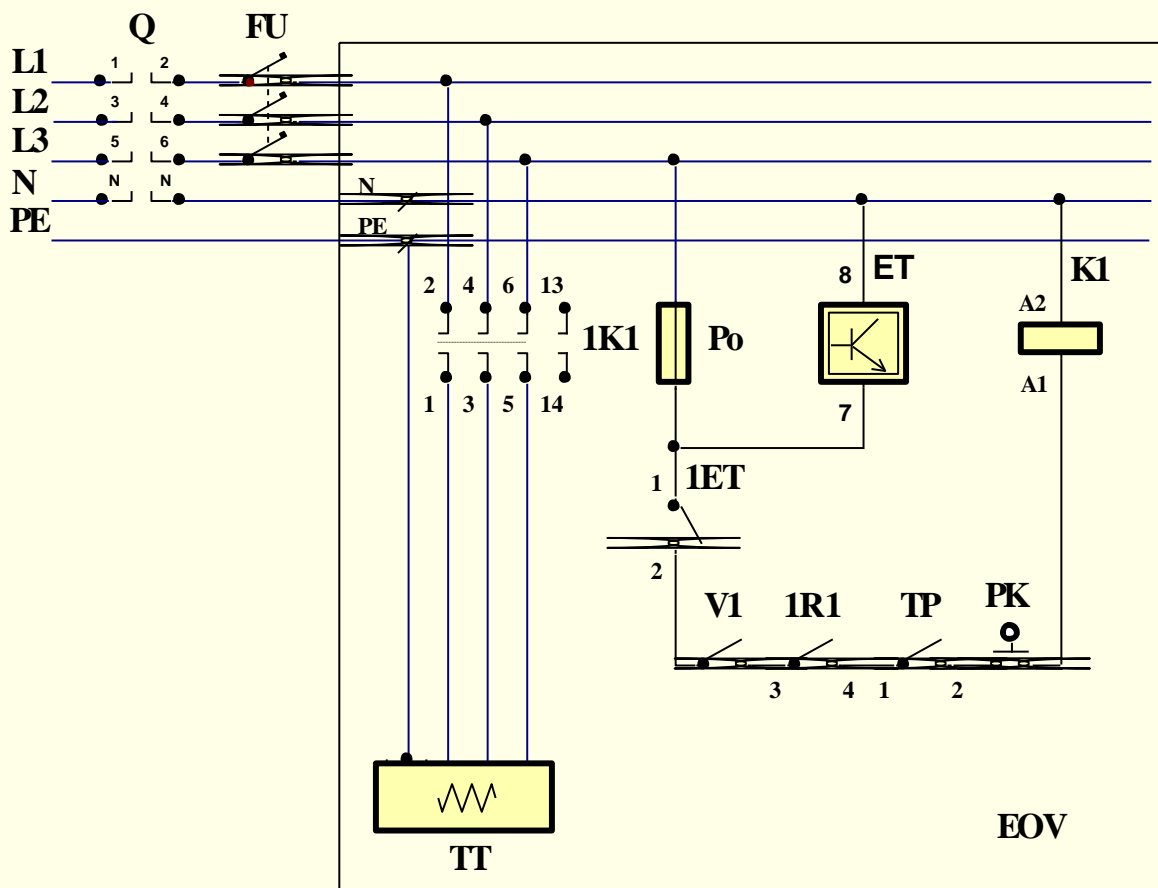 Q FU
L1 1 2
L2 3 4
L3 5 6
N N N N
PE PE
8 ET K1
2 4 6 13 A2
1K1 Po
A1
1 3 5 14 7
1 1ET
2
V1 1R1 TP PK
3 4 1 2
EOV
TT